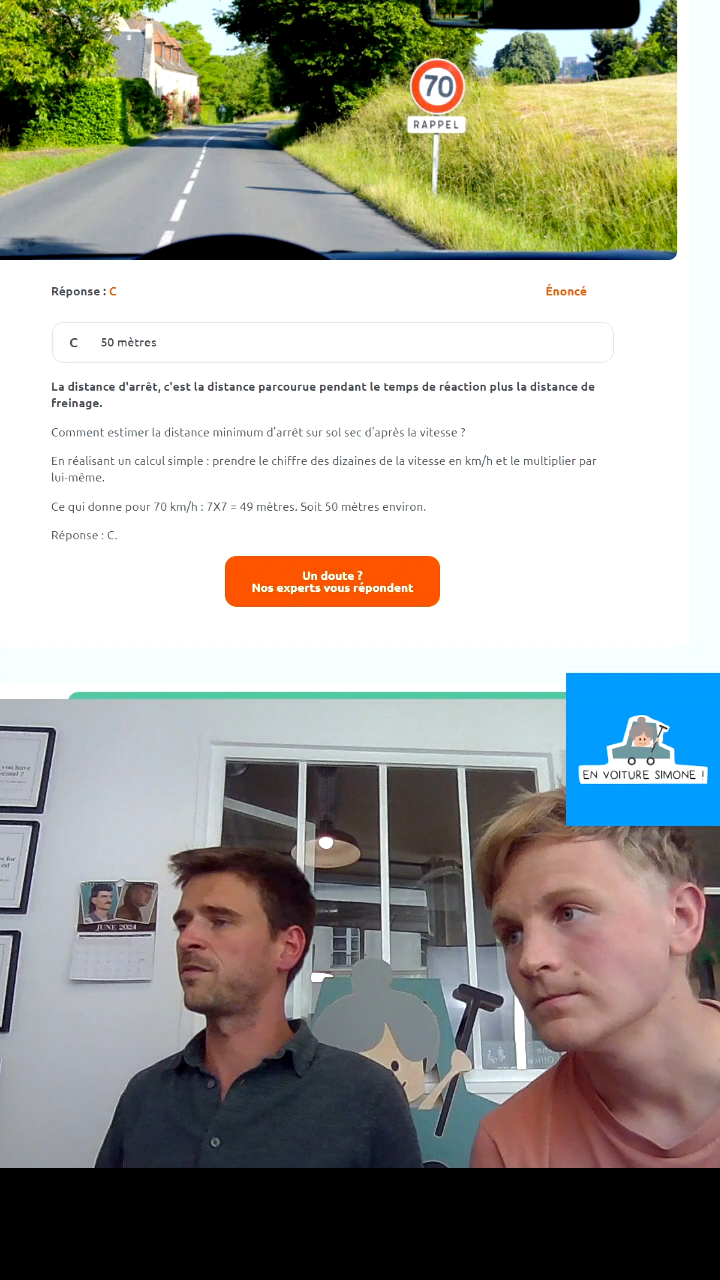 70
RAPPEL
Réponse : C
Énoncé
C 50 mètres
La distance d'arrêt, c'est la distance parcourue pendant le temps de réaction plus la distance de
freinage.
Comment estimer la distance minimum d'arrêt sur sol sec d'après la vitesse ?
En réalisant un calcul simple : prendre le chiffre des dizaines de la vitesse en km/h et le multiplier par
lui-même.
Ce qui donne pour 70 km/h : 7X7 = 49 mètres. Soit 50 mètres environ.
Réponse : C.
Un doute ?
Nos experts vous répondent
EN VOITURE SIMONE !
you have
JUNE 2024